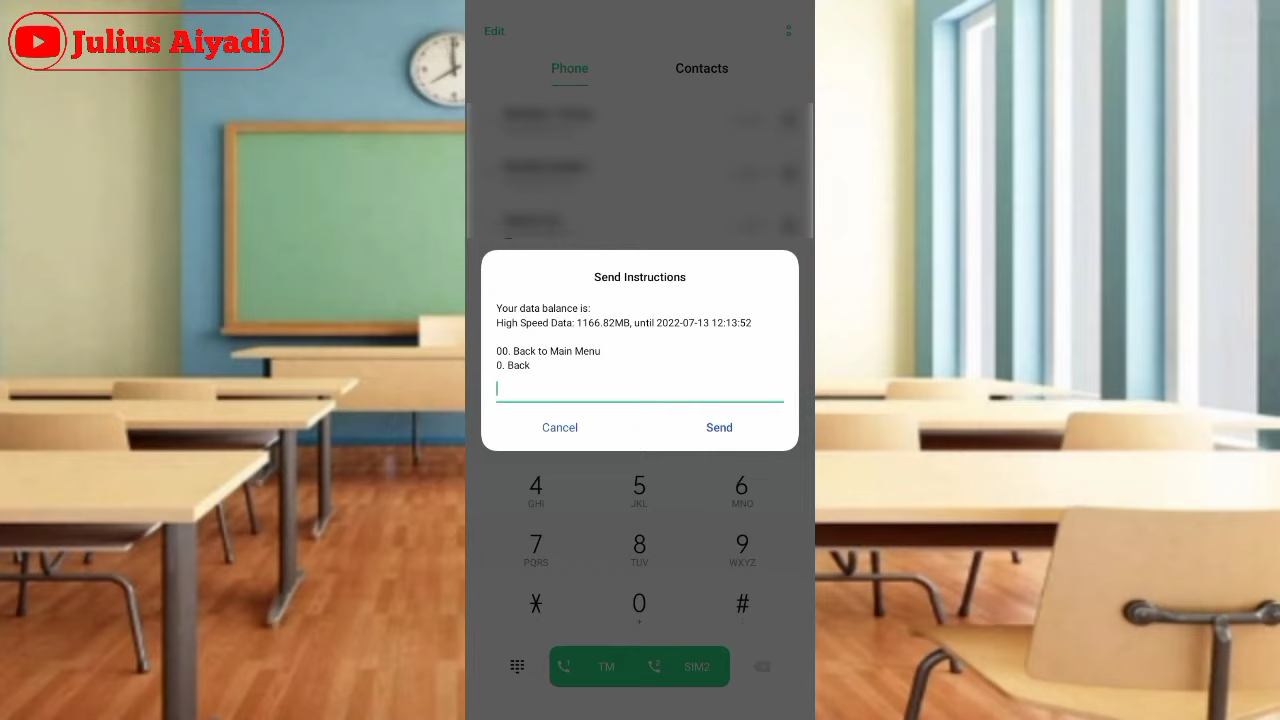 Julius Aiyadi
Edit
Phone
Contacts
Send Instructions
Your data balance is:
High Speed Data: 1166.82MB, until 2022-07-13 12:13:52
00. Back to Main Menu
0. Back
Cancel
Send
4
5
6
GHI
JKL
MNO
7
8
9
PQRS
TUV
WXYZ
*
0
#
+
1 TM
2 SIM2